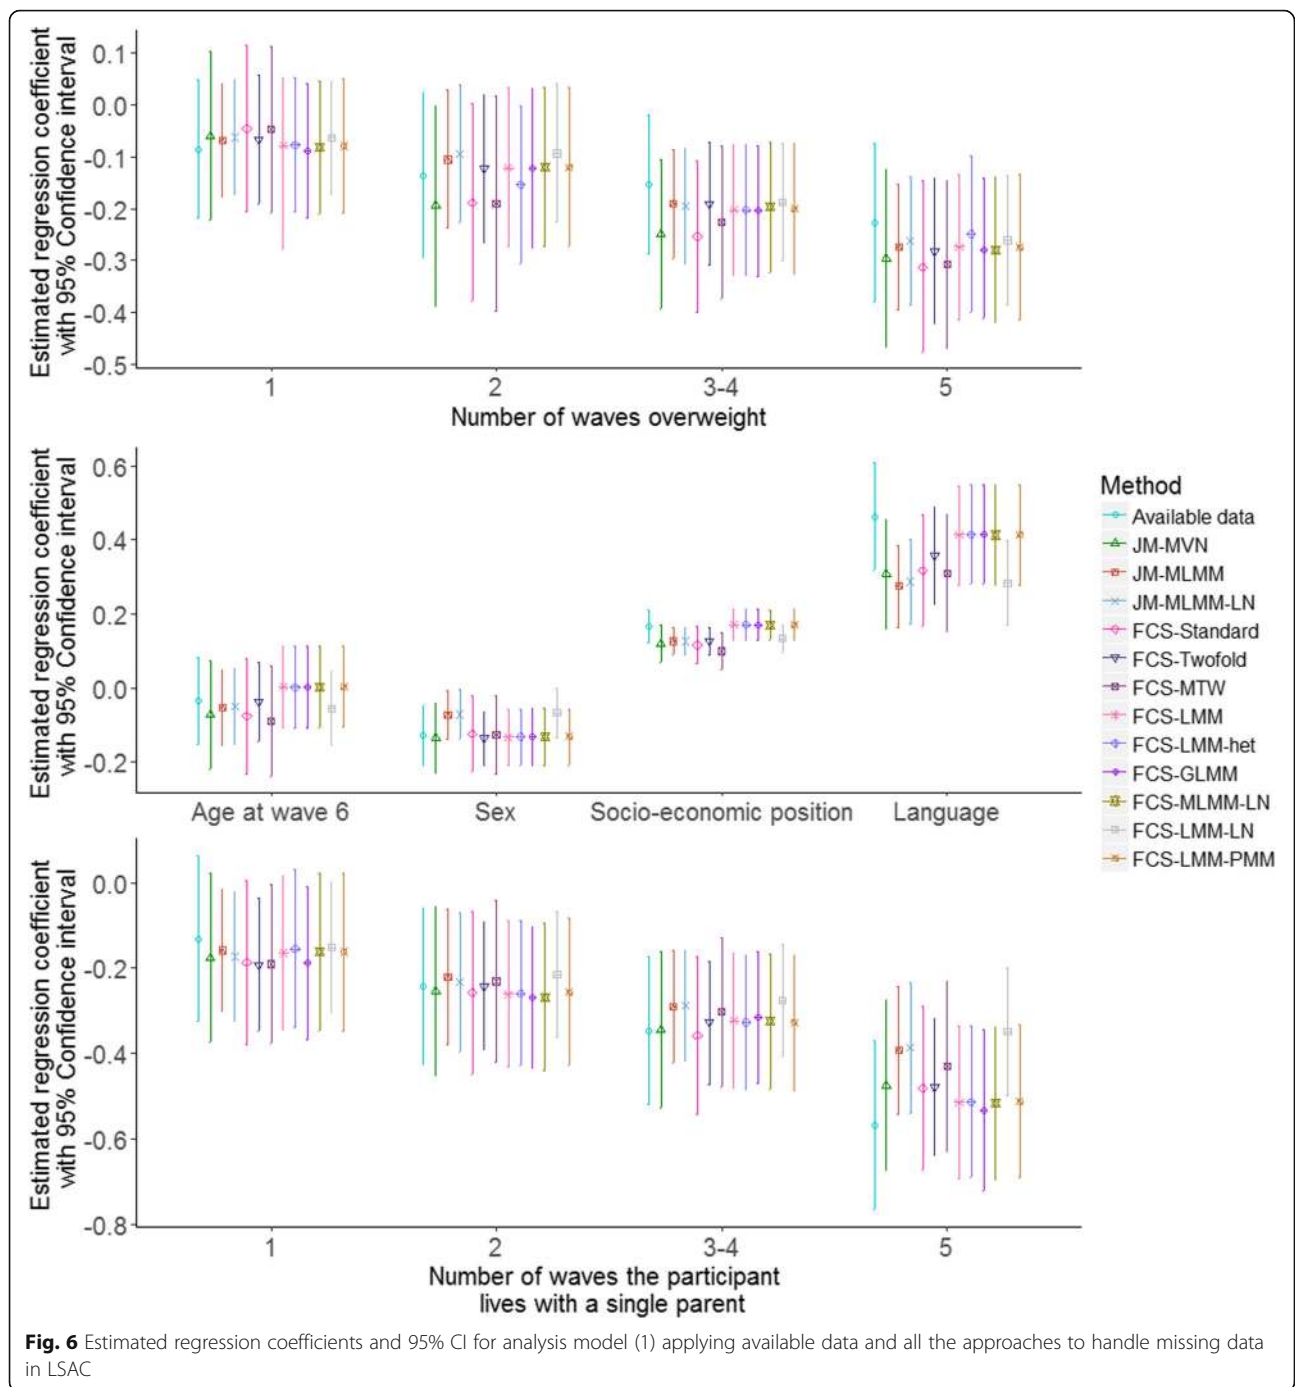 Estimated regression coefficient
with 95% Confidence interval
0.1
0.0
-0.1
-0.2
-0.3
-0.4
-0.5
1 2 3-4 5
Number of waves overweight
Estimated regression coefficient
with 95% Confidence interval
0.6
0.4
0.2
0.0
-0.2
Age at wave 6 Sex Socio-economic position Language
Method
Available data
JM-MVN
JM-MLMM
JM-MLMM-LN
FCS-Standard
FCS-Twofold
FCS-MTW
FCS-LMM
FCS-LMM-het
FCS-GLMM
FCS-MLMM-LN
FCS-LMM-LN
FCS-LMM-PMM
Estimated regression coefficient
with 95% Confidence interval
0.0
-0.2
-0.4
-0.6
-0.8
1 2 3-4 5
Number of waves the participant
lives with a single parent
Fig. 6 Estimated regression coefficients and 95% CI for analysis model (1) applying available data and all the approaches to handle missing data
in LSAC